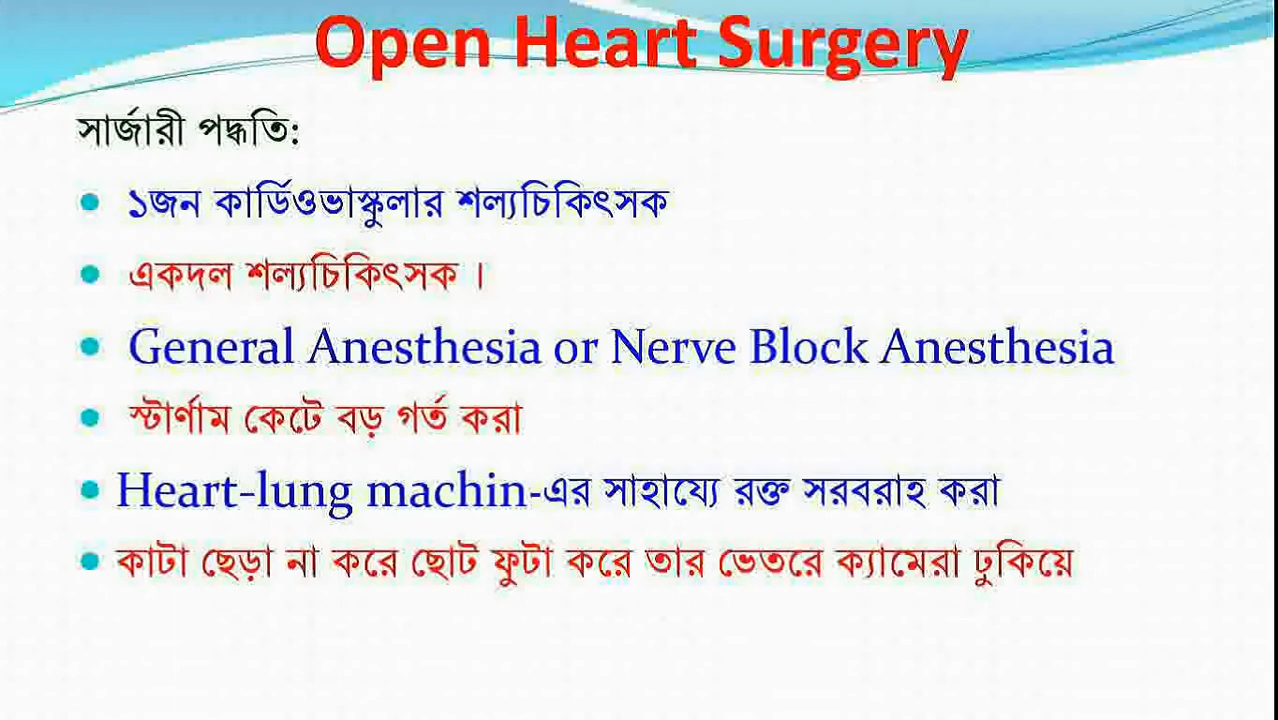 Open Heart Surgery
সার্জারী পদ্ধতি:
১জন কার্ডিওভাস্কুলার শল্যচিকিৎসক
একদল শল্যচিকিৎসক ।
General Anesthesia or Nerve Block Anesthesia
স্টার্ণাম কেটে বড় গর্ত করা
Heart-lung machin-এর সাহায্যে রক্ত সরবরাহ করা
কাটা ছেড়া না করে ছোট ফুটা করে তার ভেতরে ক্যামেরা ঢুকিয়ে